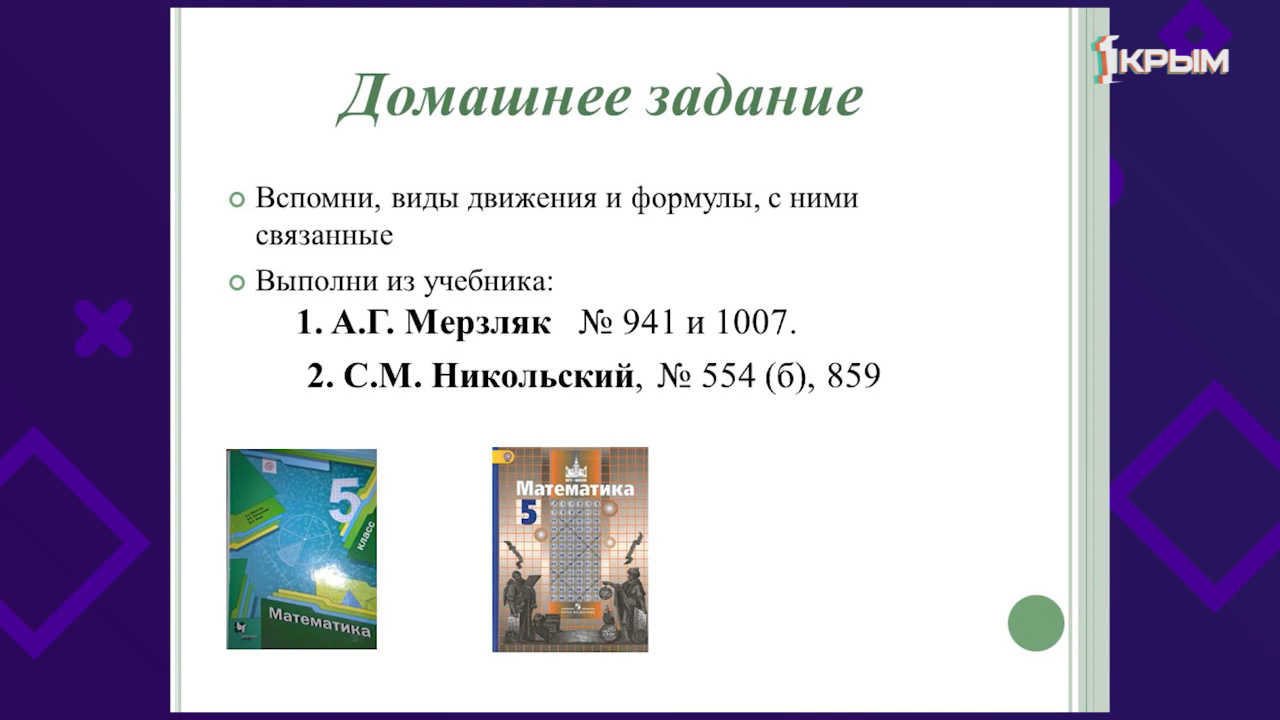 1КРЫМ
Домашнее задание
Вспомни, виды движения и формулы, с ними
связанные
Выполни из учебника:
1. А.Г. Мерзляк № 941 и 1007.
2. С.М. Никольский, № 554 (б), 859
5
класс
Математика
Математика
5